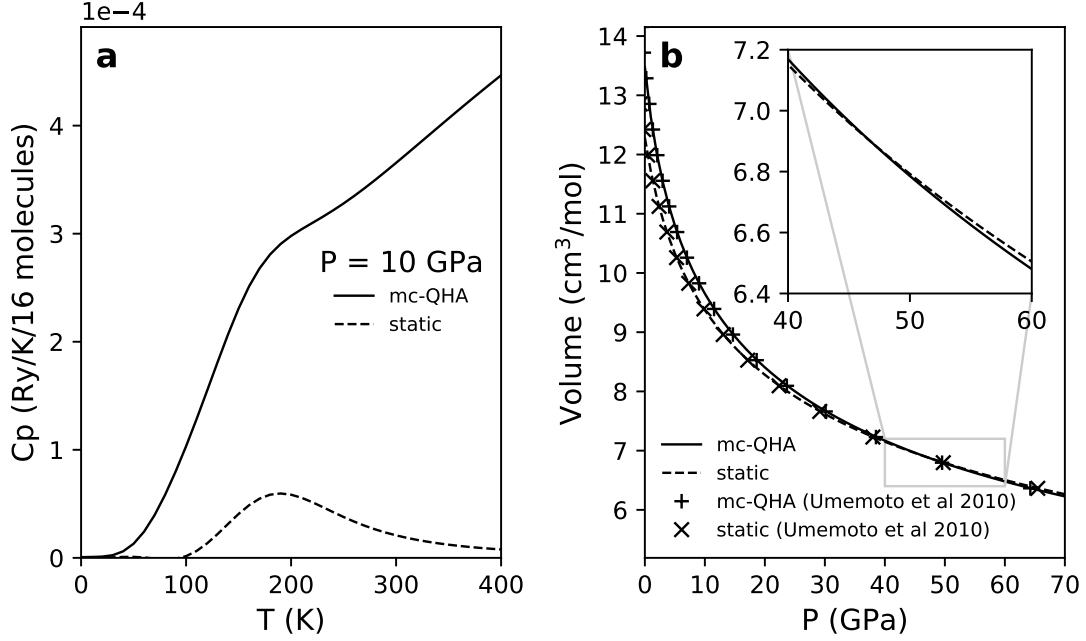 1e−4
a
Cp (Ry/K/16 molecules)
4
3
2
1
0
P = 10 GPa
mc-QHA
static
0 100 200 300 400
T (K)
b
Volume (cm³/mol)
14
13
12
11
10
9
8
7
6
7.2
7.0
6.8
6.6
6.4
40 50 60
mc-QHA
static
mc-QHA (Umemoto et al 2010)
static (Umemoto et al 2010)
0 10 20 30 40 50 60 70
P (GPa)